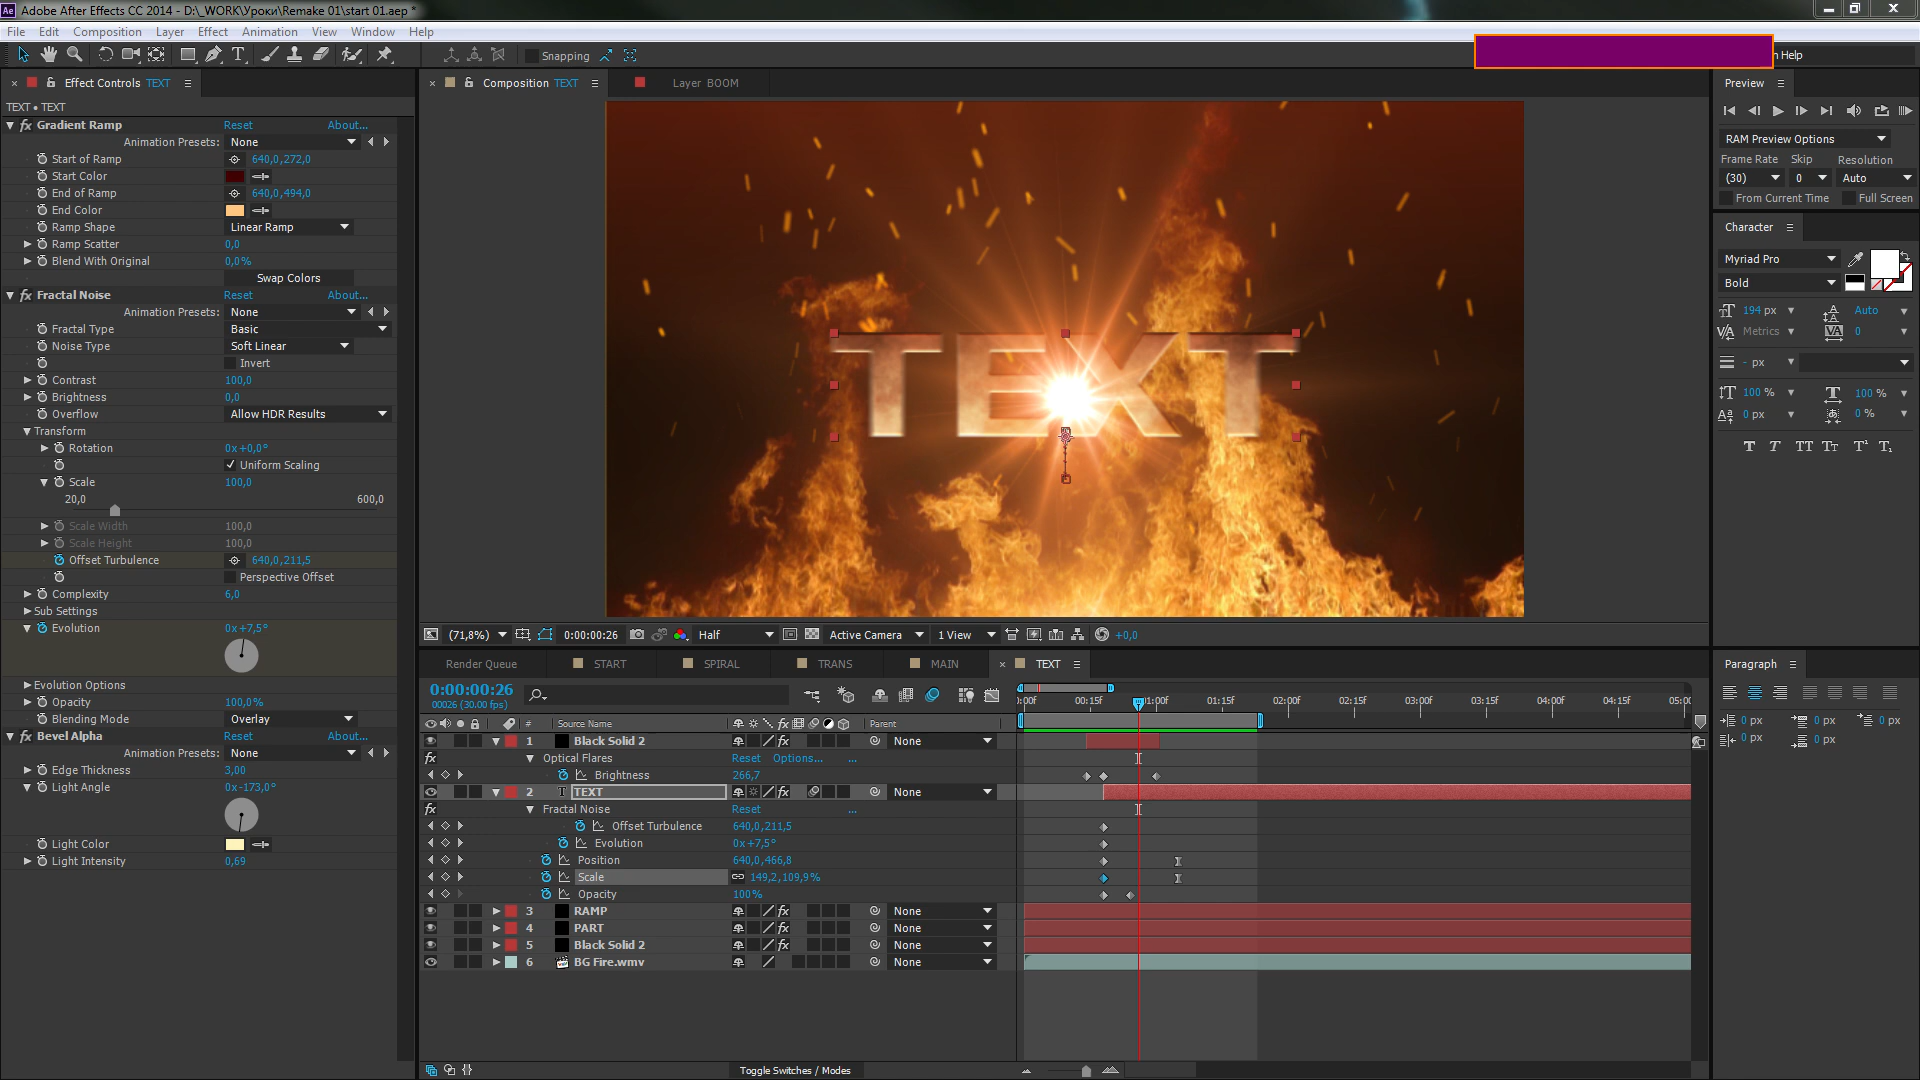 Adobe After Effects CC 2014 - D:\_WORK\Уроки\Remake 01\start 01.aep *
File Edit Composition Layer Effect Animation View Window Help
Snapping
Help
Effect Controls TEXT
Composition TEXT
Layer BOOM
Preview
TEXT • TEXT
Gradient Ramp Reset About...
Animation Presets: None
Start of Ramp 640,0,272,0
Start Color
End of Ramp 640,0,494,0
End Color
Ramp Shape Linear Ramp
Ramp Scatter 0,0
Blend With Original 0,0%
Swap Colors
Fractal Noise Reset About...
Animation Presets: None
Fractal Type Basic
Noise Type Soft Linear
Invert
Contrast 100,0
Brightness 0,0
Overflow Allow HDR Results
Transform
Rotation 0x+0,0°
Uniform Scaling
Scale 100,0
20,0 600,0
Scale Width 100,0
Scale Height 100,0
Offset Turbulence 640,0,211,5
Perspective Offset
Complexity 6,0
Sub Settings
Evolution 0x+7,5°
Evolution Options
Opacity 100,0%
Blending Mode Overlay
Bevel Alpha Reset About...
Animation Presets: None
Edge Thickness 3,00
Light Angle 0x-173,0°
Light Color
Light Intensity 0,69
TEXT
(71,8%) 0:00:00:26 Half Active Camera 1 View +0,0
RAM Preview Options
Frame Rate Skip Resolution
(30) 0 Auto
From Current Time Full Screen
Character
Myriad Pro
Bold
194 px Auto
Metrics 0
- px
100 % 100 %
0 px 0 %
T T TT Tт T¹ T₁
Paragraph
0 px 0 px 0 px
0 px 0 px
Render Queue START SPIRAL TRANS MAIN TEXT
0:00:00:26
00026 (30.00 fps)
):00f 00:15f 01:00f 01:15f 02:00f 02:15f 03:00f 03:15f 04:00f 04:15f 05:00
# Source Name Parent
1 Black Solid 2 None
Optical Flares Reset Options... ...
Brightness 266,7
2 TEXT None
Fractal Noise Reset ...
Offset Turbulence 640,0,211,5
Evolution 0x+7,5°
Position 640,0,466,8
Scale 149,2,109,9%
Opacity 100%
3 RAMP None
4 PART None
5 Black Solid 2 None
6 BG Fire.wmv None
Toggle Switches / Modes